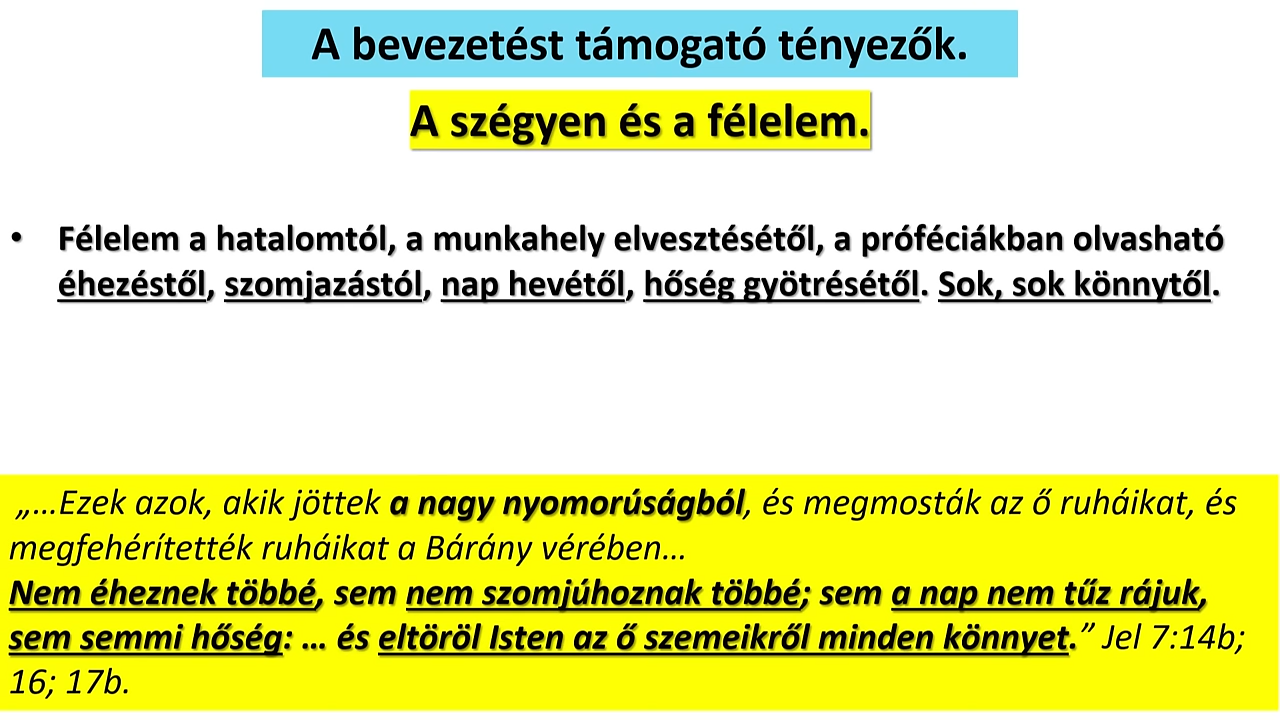 A bevezetést támogató tényezők.
A szégyen és a félelem.
• Félelem a hatalomtól, a munkahely elvesztésétől, a próféciákban olvasható
éhezéstől, szomjazástól, nap hevétől, hőség gyötrésétől. Sok, sok könnytől.
„…Ezek azok, akik jöttek a nagy nyomorúságból, és megmosták az ő ruháikat, és
megfehérítették ruháikat a Bárány vérében…
Nem éheznek többé, sem nem szomjúhoznak többé; sem a nap nem tűz rájuk,
sem semmi hőség: … és eltöröl Isten az ő szemeikről minden könnyet.” Jel 7:14b;
16; 17b.